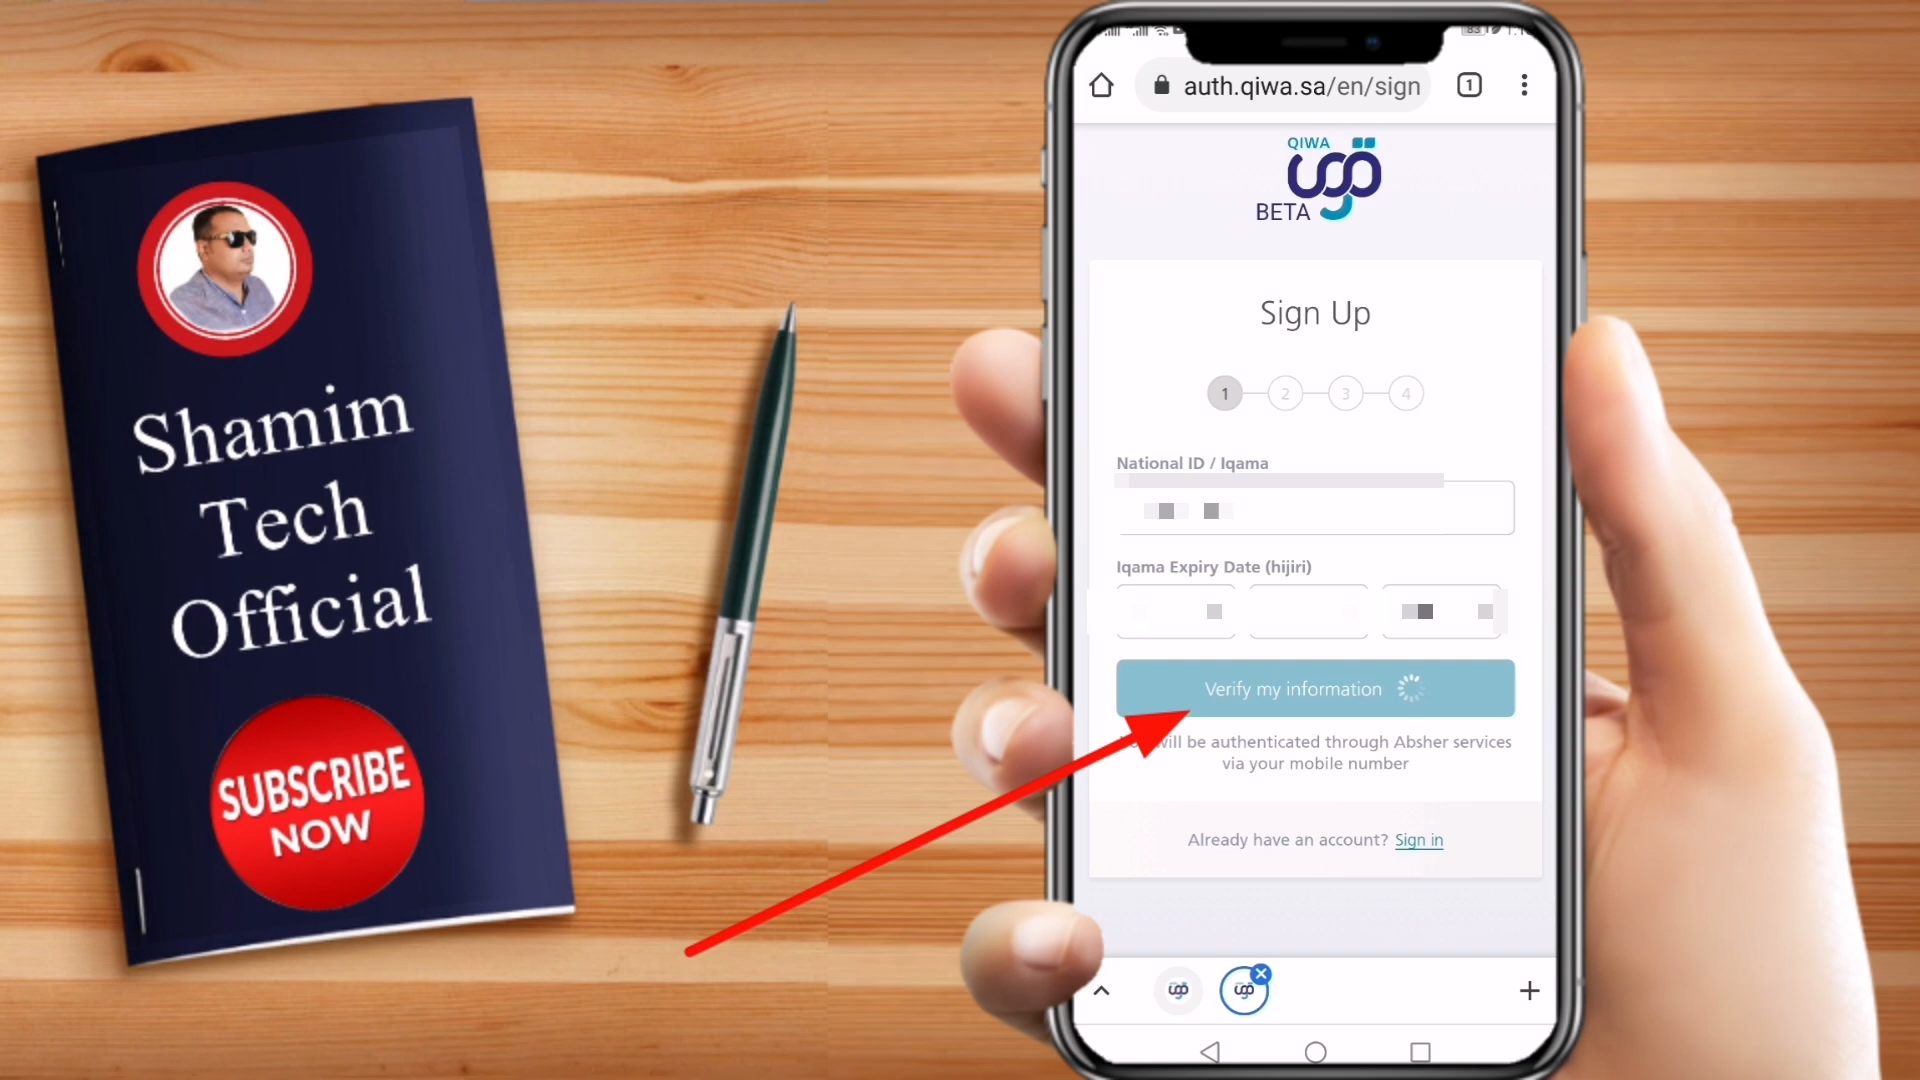 Shamim
Tech
Official
SUBSCRIBE
NOW
auth.qiwa.sa/en/sign
1
QIWA
قوى
BETA
Sign Up
1
2
3
4
National ID / Iqama
Iqama Expiry Date (hijiri)
Verify my information
will be authenticated through Absher services
via your mobile number
Already have an account? Sign in